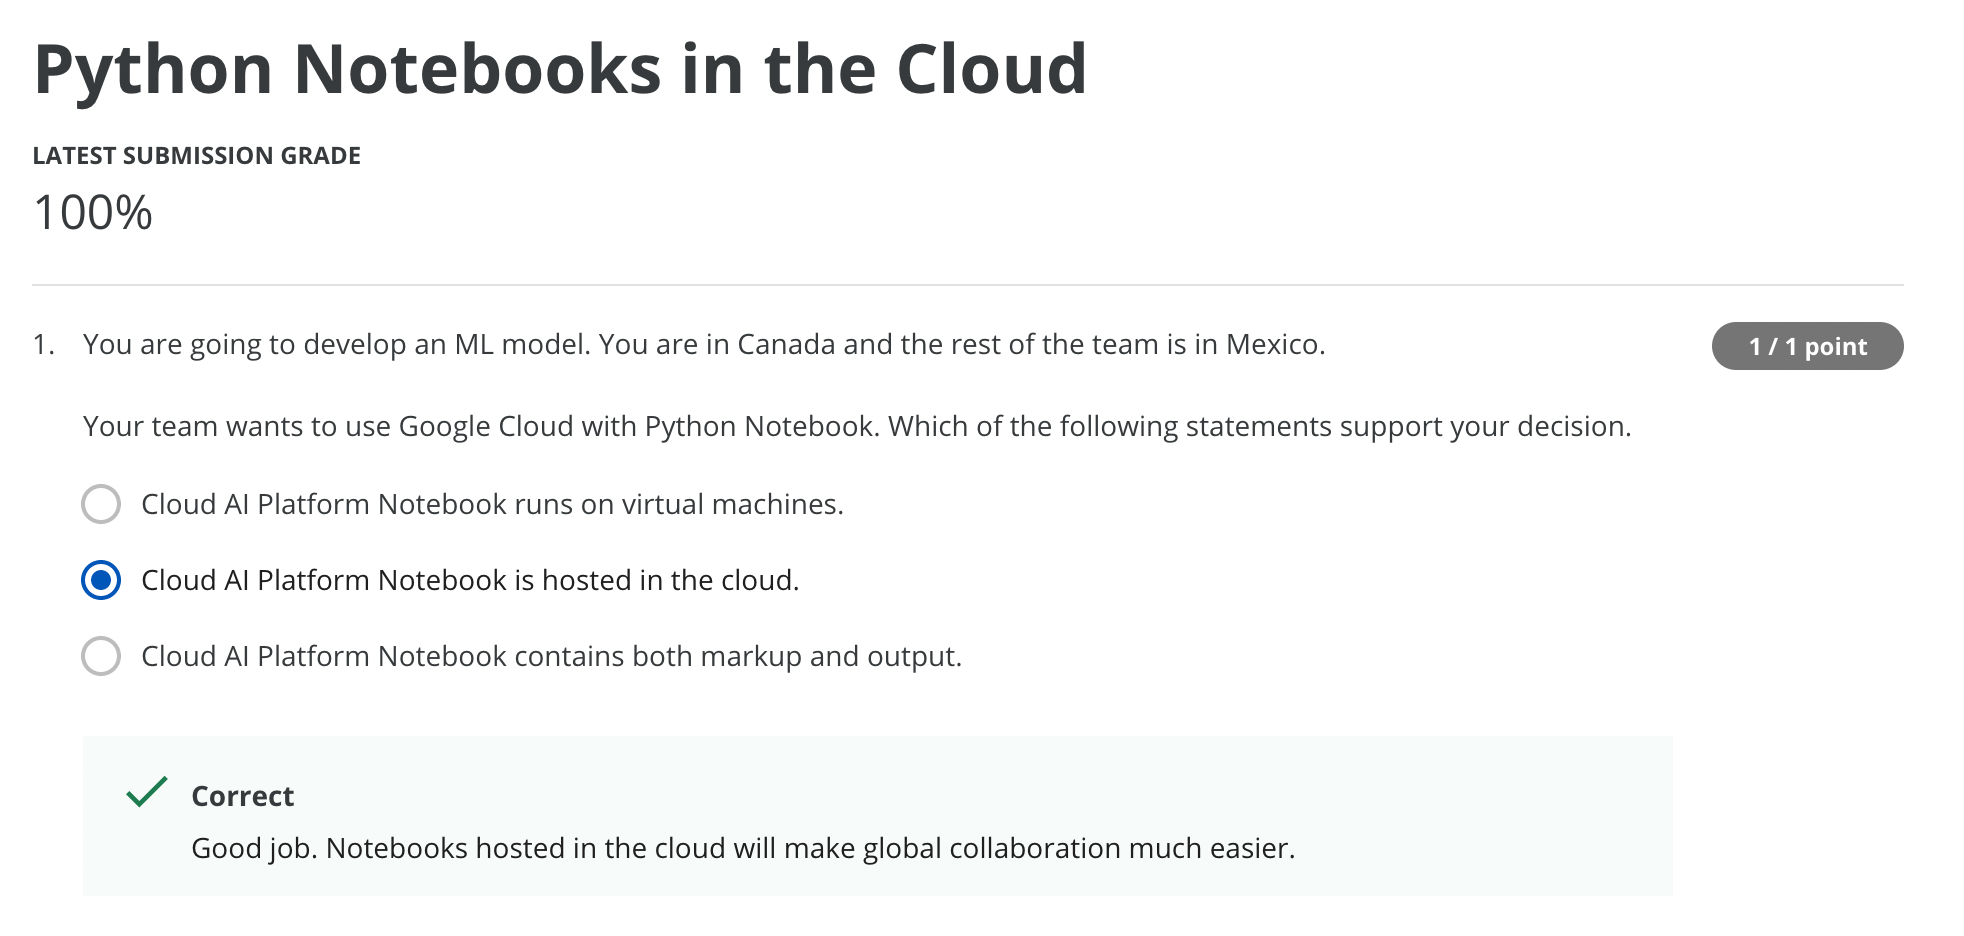 Python Notebooks in the Cloud
LATEST SUBMISSION GRADE
100%
1. You are going to develop an ML model. You are in Canada and the rest of the team is in Mexico.
1 / 1 point
Your team wants to use Google Cloud with Python Notebook. Which of the following statements support your decision.
Cloud AI Platform Notebook runs on virtual machines.
Cloud AI Platform Notebook is hosted in the cloud.
Cloud AI Platform Notebook contains both markup and output.
Correct
Good job. Notebooks hosted in the cloud will make global collaboration much easier.